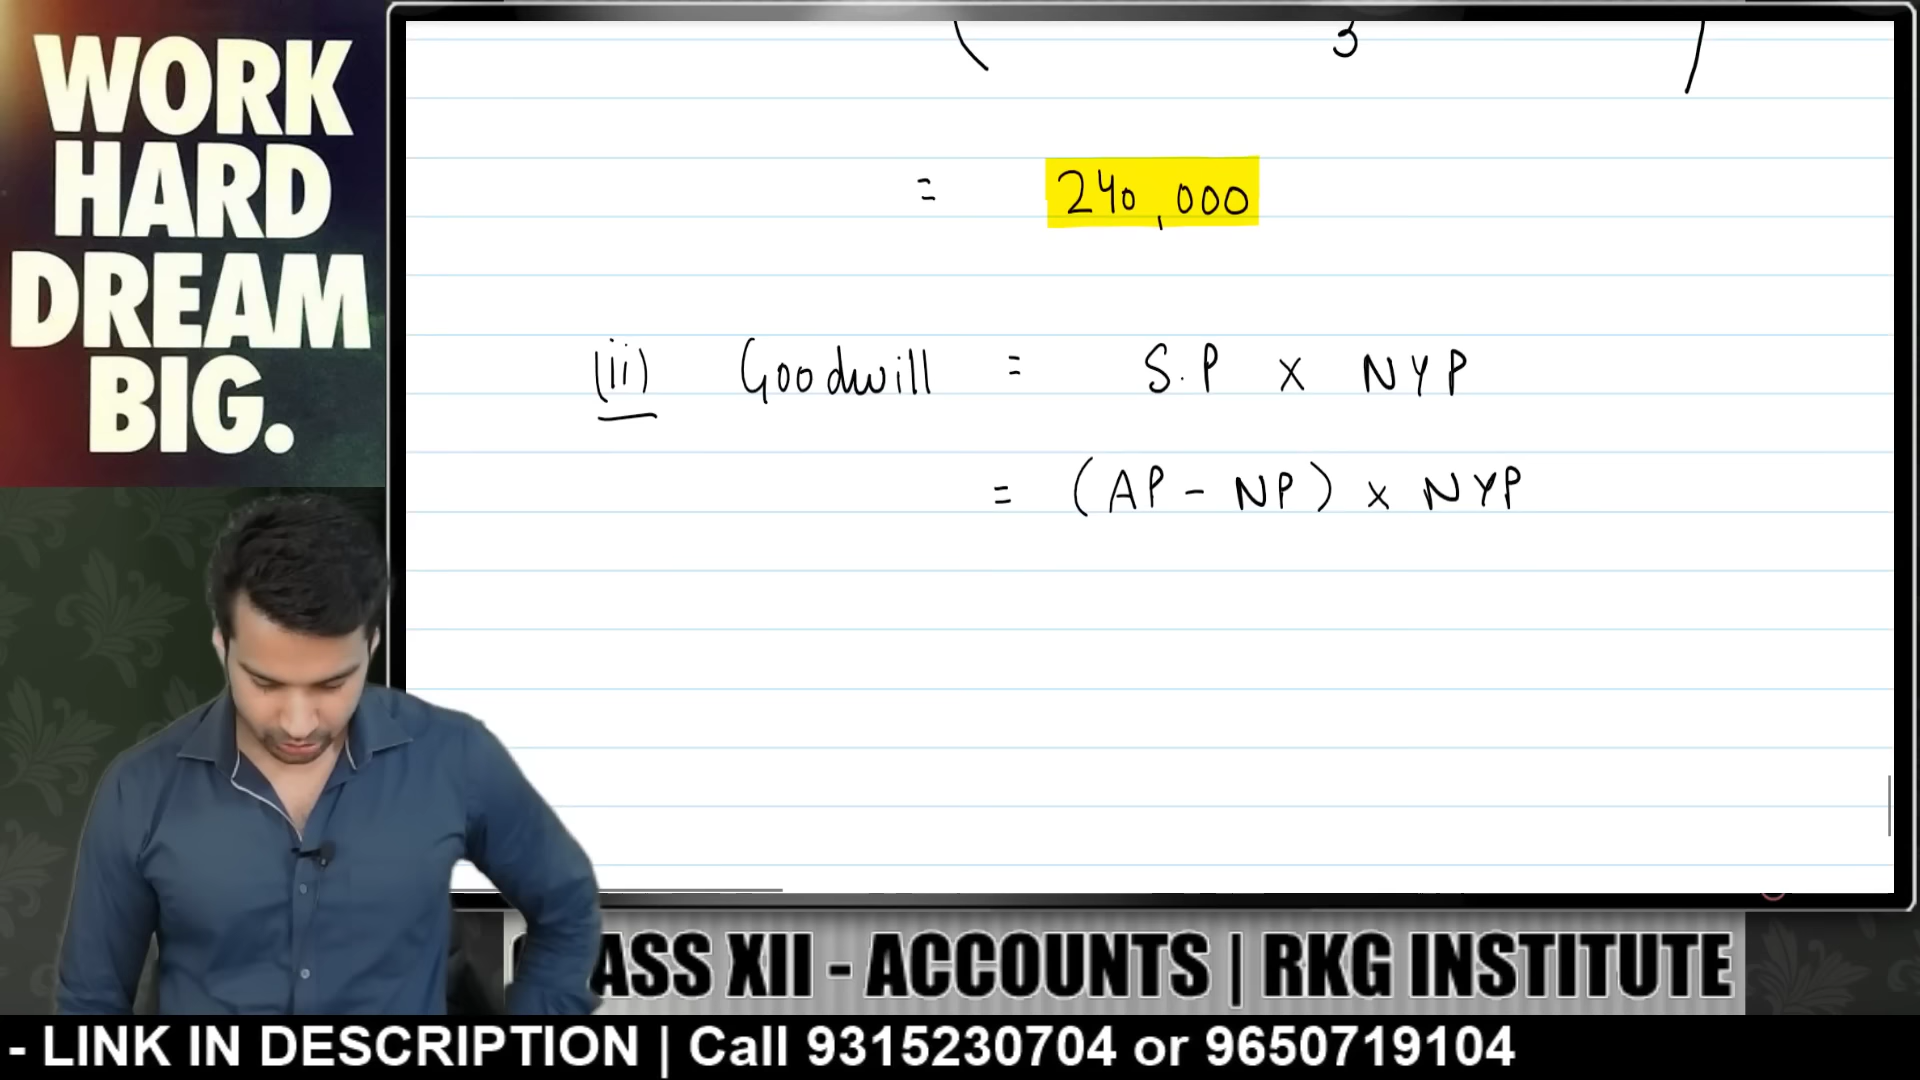 WORK
HARD
DREAM
BIG.
( 3 )
= 240,000
(ii) Goodwill = S.P x NYP
= (AP - NP) x NYP
CLASS XII - ACCOUNTS | RKG INSTITUTE
- LINK IN DESCRIPTION | Call 9315230704 or 9650719104